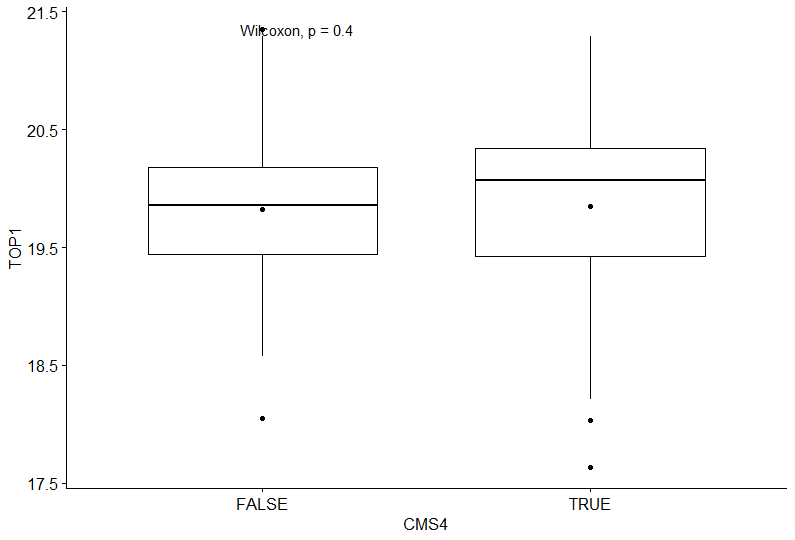 21.5
Wilcoxon, p = 0.4
20.5
19.5
18.5
17.5
TOP1
FALSE TRUE
CMS4